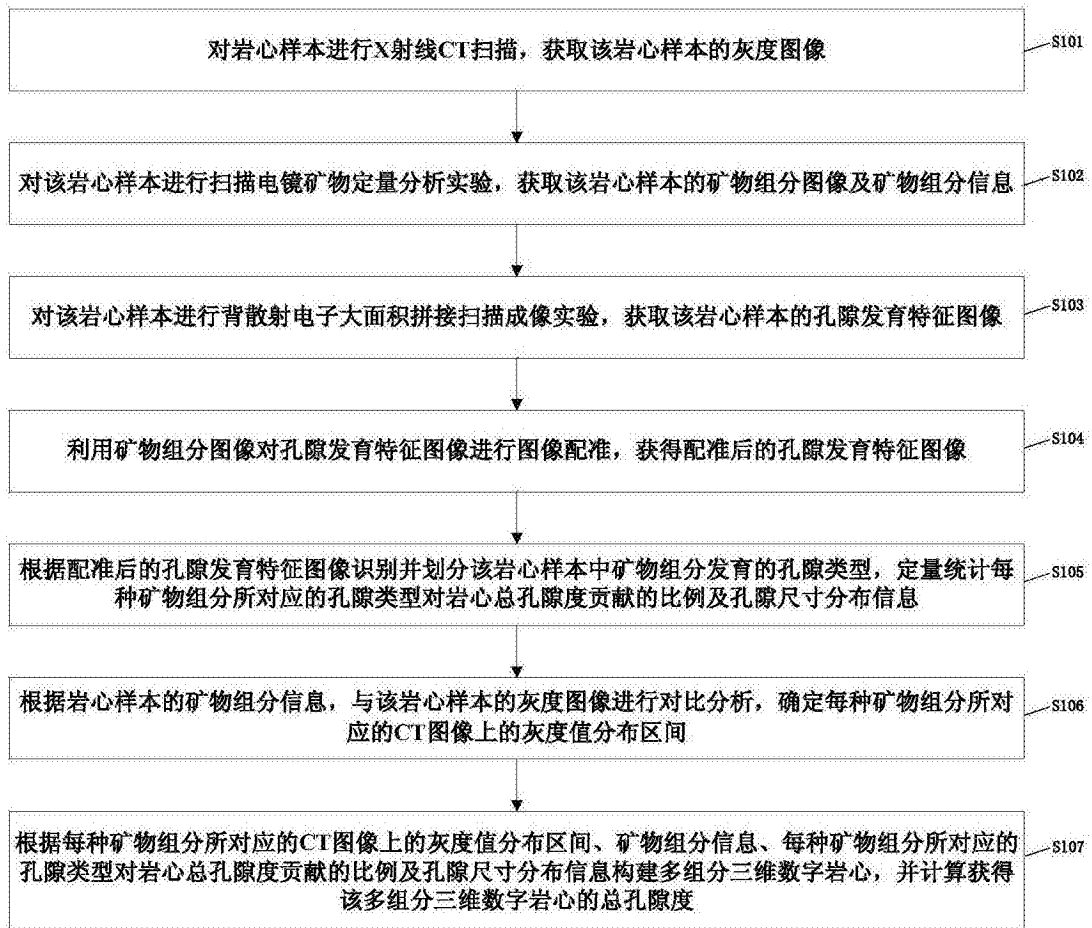 对岩心样本进行X射线CT扫描，获取该岩心样本的灰度图像
S101
对该岩心样本进行扫描电镜矿物定量分析实验，获取该岩心样本的矿物组分图像及矿物组分信息
S102
对该岩心样本进行背散射电子大面积拼接扫描成像实验，获取该岩心样本的孔隙发育特征图像
S103
利用矿物组分图像对孔隙发育特征图像进行图像配准，获得配准后的孔隙发育特征图像
S104
根据配准后的孔隙发育特征图像识别并划分该岩心样本中矿物组分发育的孔隙类型，定量统计每
种矿物组分所对应的孔隙类型对岩心总孔隙度贡献的比例及孔隙尺寸分布信息
S105
根据岩心样本的矿物组分信息，与该岩心样本的灰度图像进行对比分析，确定每种矿物组分所对
应的CT图像上的灰度值分布区间
S106
根据每种矿物组分所对应的CT图像上的灰度值分布区间、矿物组分信息、每种矿物组分所对应的
孔隙类型对岩心总孔隙度贡献的比例及孔隙尺寸分布信息构建多组分三维数字岩心，并计算获得
该多组分三维数字岩心的总孔隙度
S107